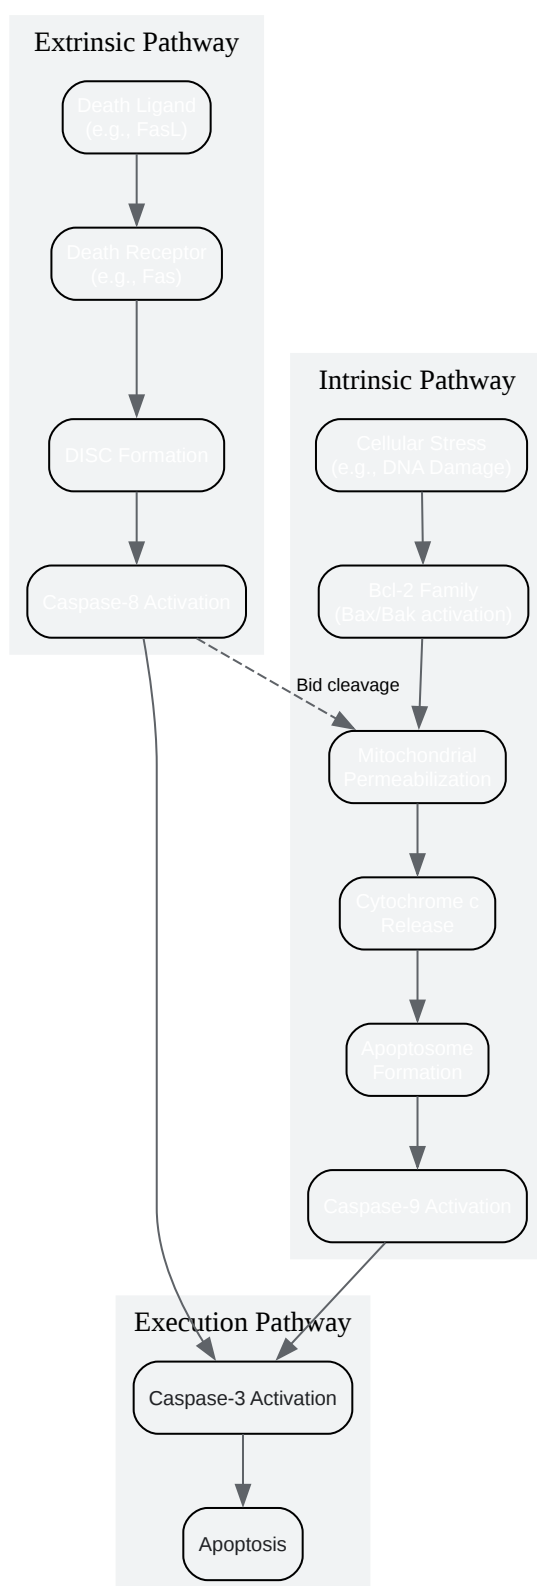 Extrinsic Pathway
Death Ligand
(e.g., FasL)
Death Receptor
(e.g., Fas)
DISC Formation
Caspase-8 Activation
Intrinsic Pathway
Cellular Stress
(e.g., DNA Damage)
Bcl-2 Family
(Bax/Bak activation)
Bid cleavage
Mitochondrial
Permeabilization
Cytochrome c
Release
Apoptosome
Formation
Caspase-9 Activation
Execution Pathway
Caspase-3 Activation
Apoptosis